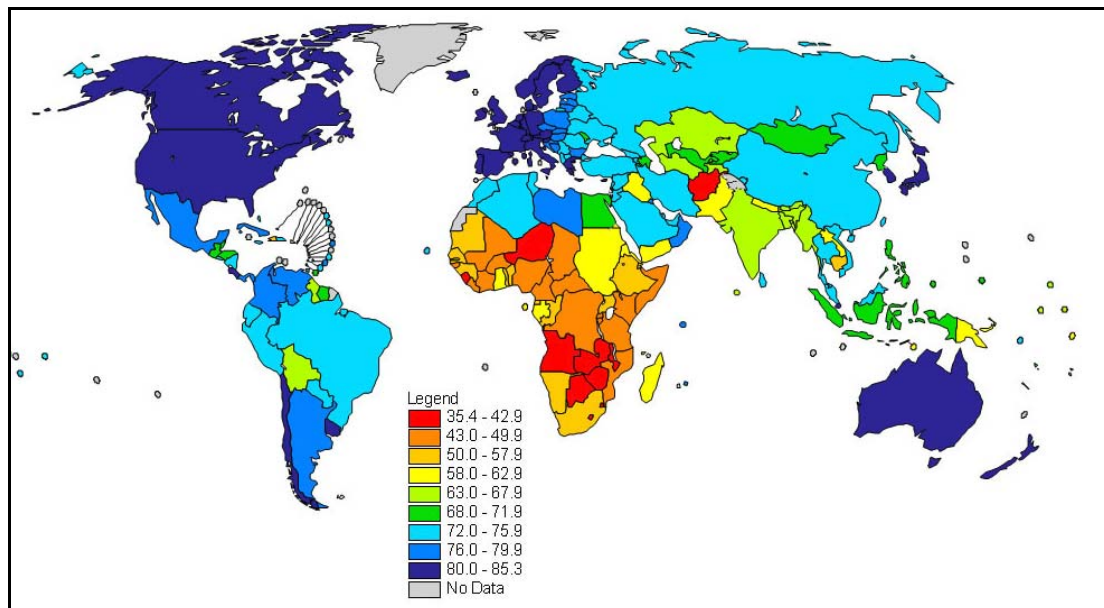 Legend
35.4 - 42.9
43.0 - 49.9
50.0 - 57.9
58.0 - 62.9
63.0 - 67.9
68.0 - 71.9
72.0 - 75.9
76.0 - 79.9
80.0 - 85.3
No Data